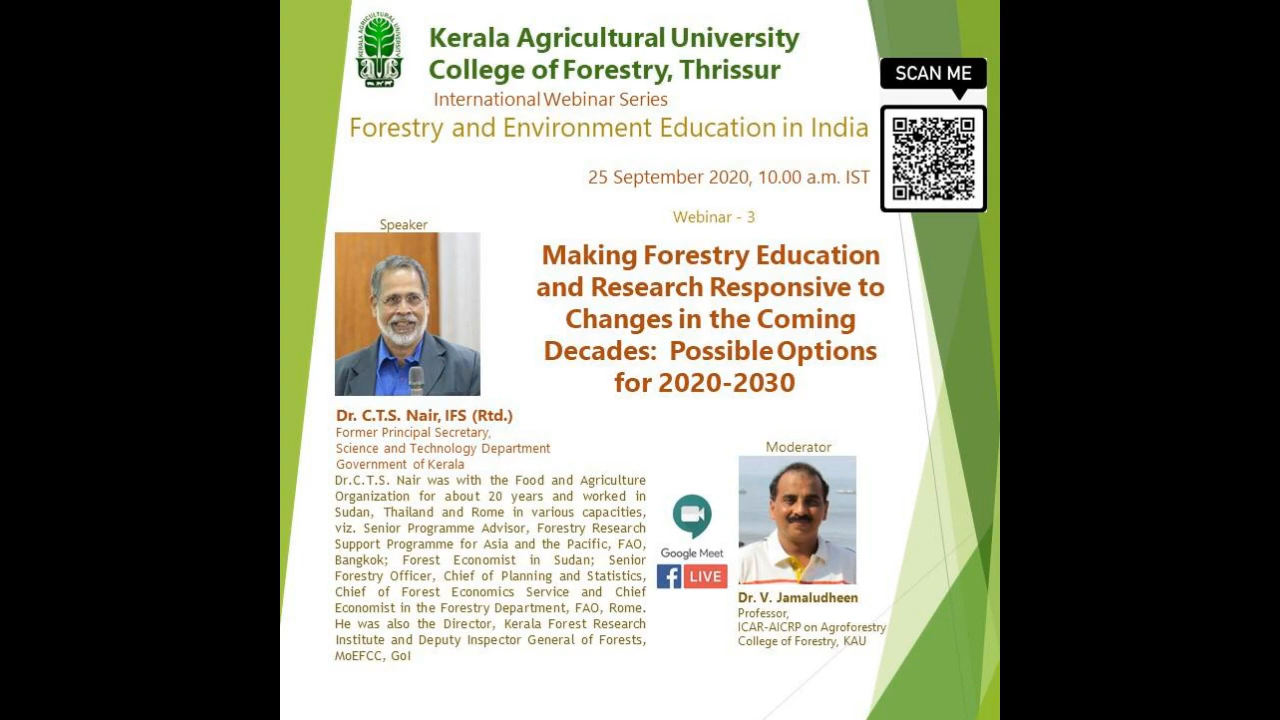 KERALA AGRICULTURAL UNIVERSITY
Kerala Agricultural University
College of Forestry, Thrissur
International Webinar Series
Forestry and Environment Education in India
SCAN ME
25 September 2020, 10.00 a.m. IST
Webinar - 3
Making Forestry Education
and Research Responsive to
Changes in the Coming
Decades: Possible Options
for 2020-2030
Speaker
Dr. C.T.S. Nair, IFS (Rtd.)
Former Principal Secretary,
Science and Technology Department
Government of Kerala
Dr.C.T.S. Nair was with the Food and Agriculture
Organization for about 20 years and worked in
Sudan, Thailand and Rome in various capacities,
viz. Senior Programme Advisor, Forestry Research
Support Programme for Asia and the Pacific, FAO,
Bangkok; Forest Economist in Sudan; Senior
Forestry Officer, Chief of Planning and Statistics,
Chief of Forest Economics Service and Chief
Economist in the Forestry Department, FAO, Rome.
He was also the Director, Kerala Forest Research
Institute and Deputy Inspector General of Forests,
MoEFCC, GoI
Google Meet
f LIVE
Moderator
Dr. V. Jamaludheen
Professor,
ICAR-AICRP on Agroforestry
College of Forestry, KAU